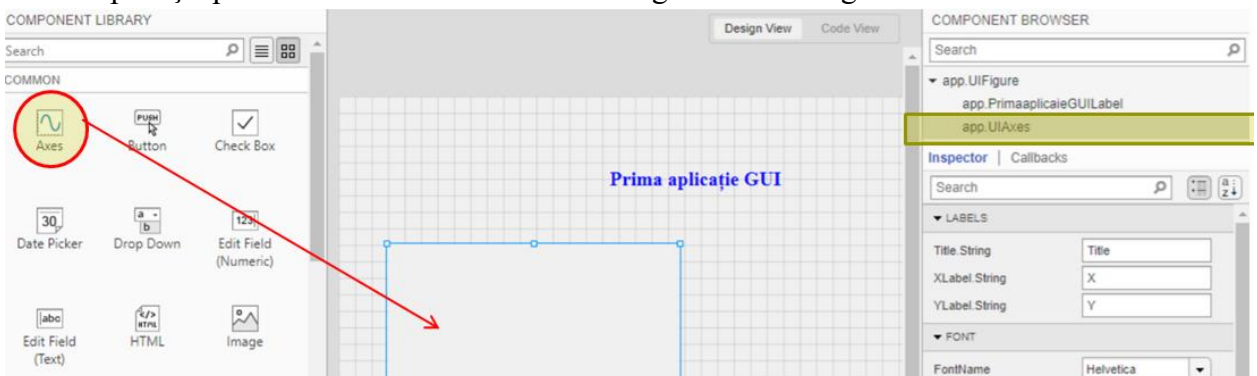 COMPONENT LIBRARY
Search
COMMON
Axes
PUSH
Button
Check Box
30
Date Picker
a
b
Drop Down
123
Edit Field
(Numeric)
abc
Edit Field
(Text)
</>
HTML
HTML
Image
Design View
Code View
Prima aplicație GUI
COMPONENT BROWSER
Search
app.UIFigure
app.PrimaaplicaieGUILabel
app.UIAxes
Inspector | Callbacks
Search
a
z
LABELS
Title.String
Title
XLabel.String
X
YLabel.String
Y
FONT
FontName
Helvetica